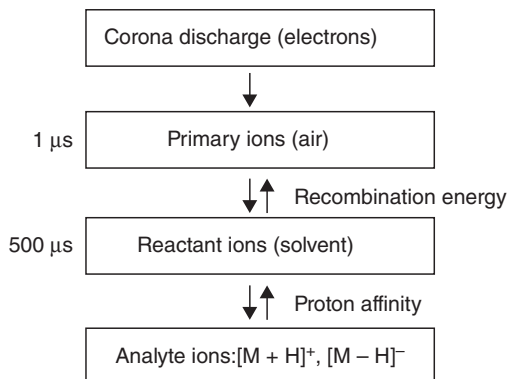 Corona discharge (electrons)
1 μs
Primary ions (air)
Recombination energy
500 μs
Reactant ions (solvent)
Proton affinity
Analyte ions:[M + H]⁺, [M – H]⁻